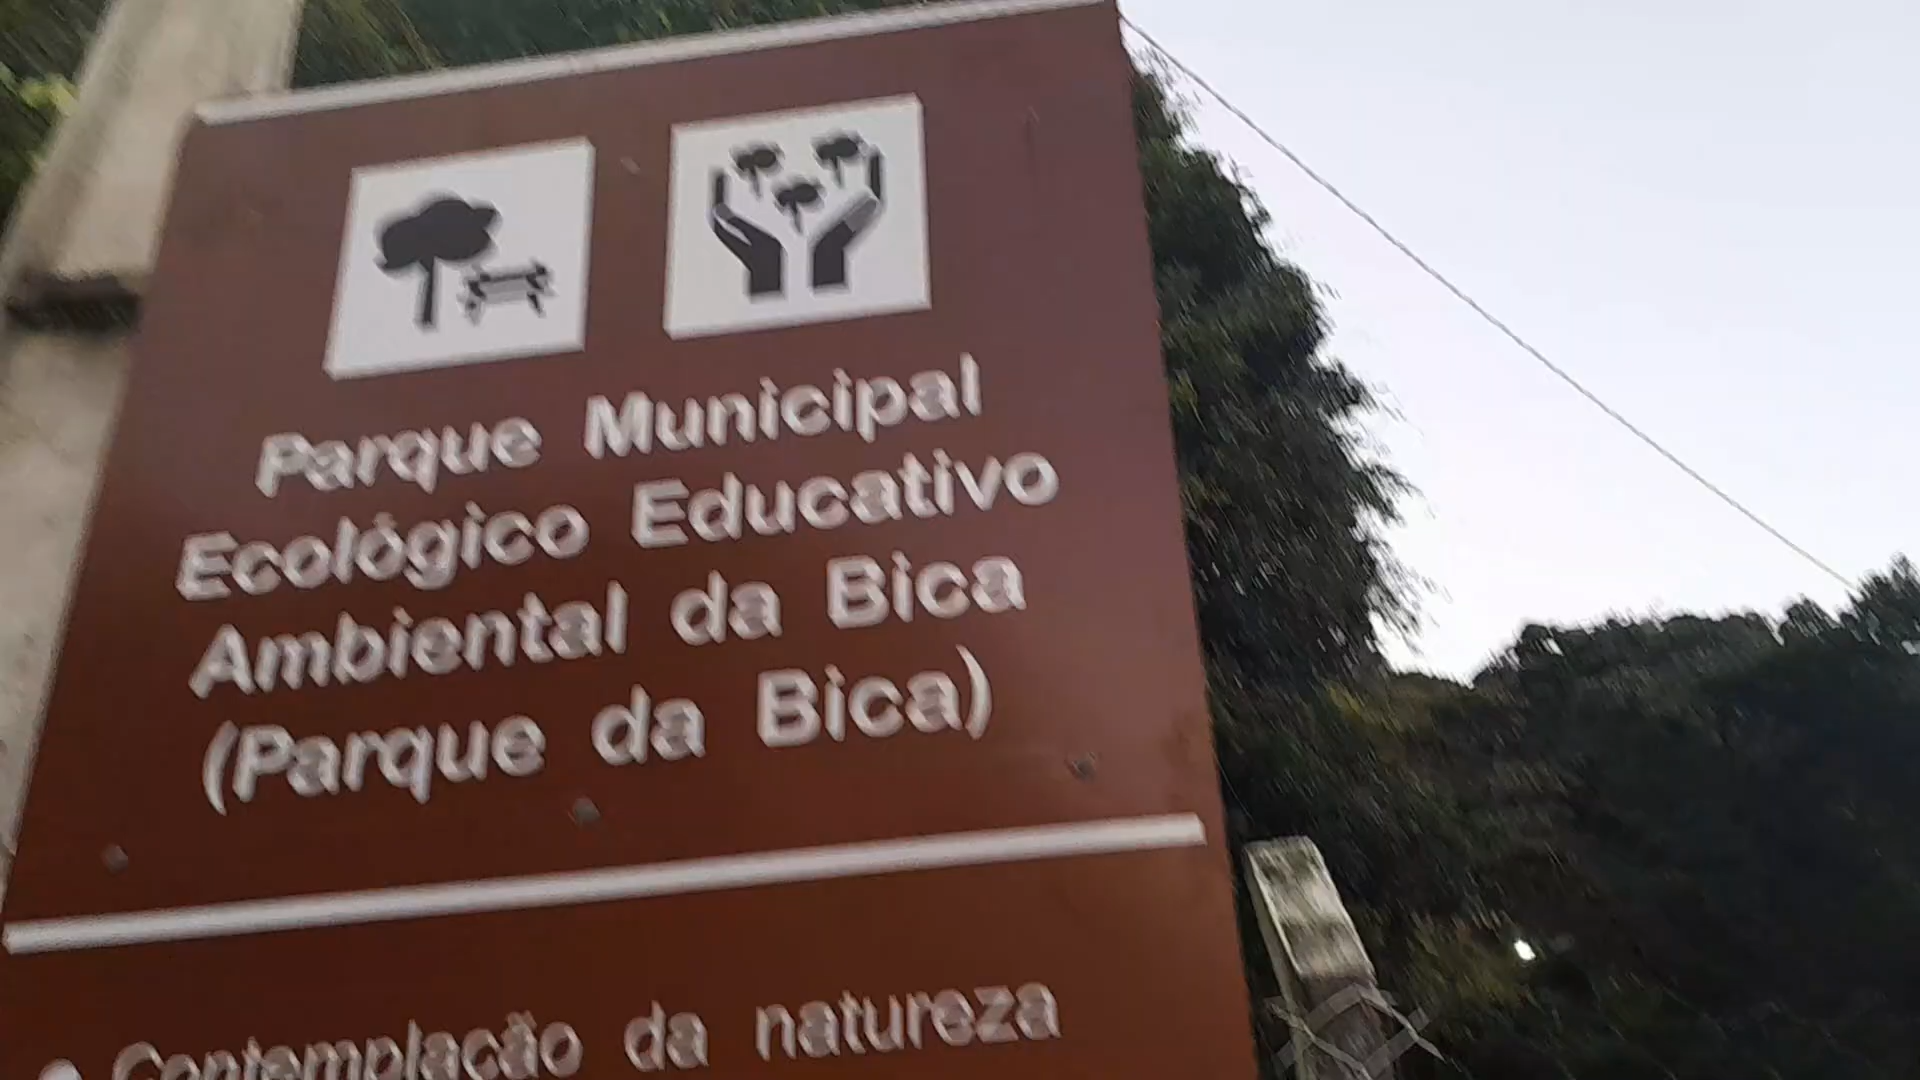 Parque Municipal
Ecológico Educativo
Ambiental da Bica
(Parque da Bica)
• Contemplação da natureza